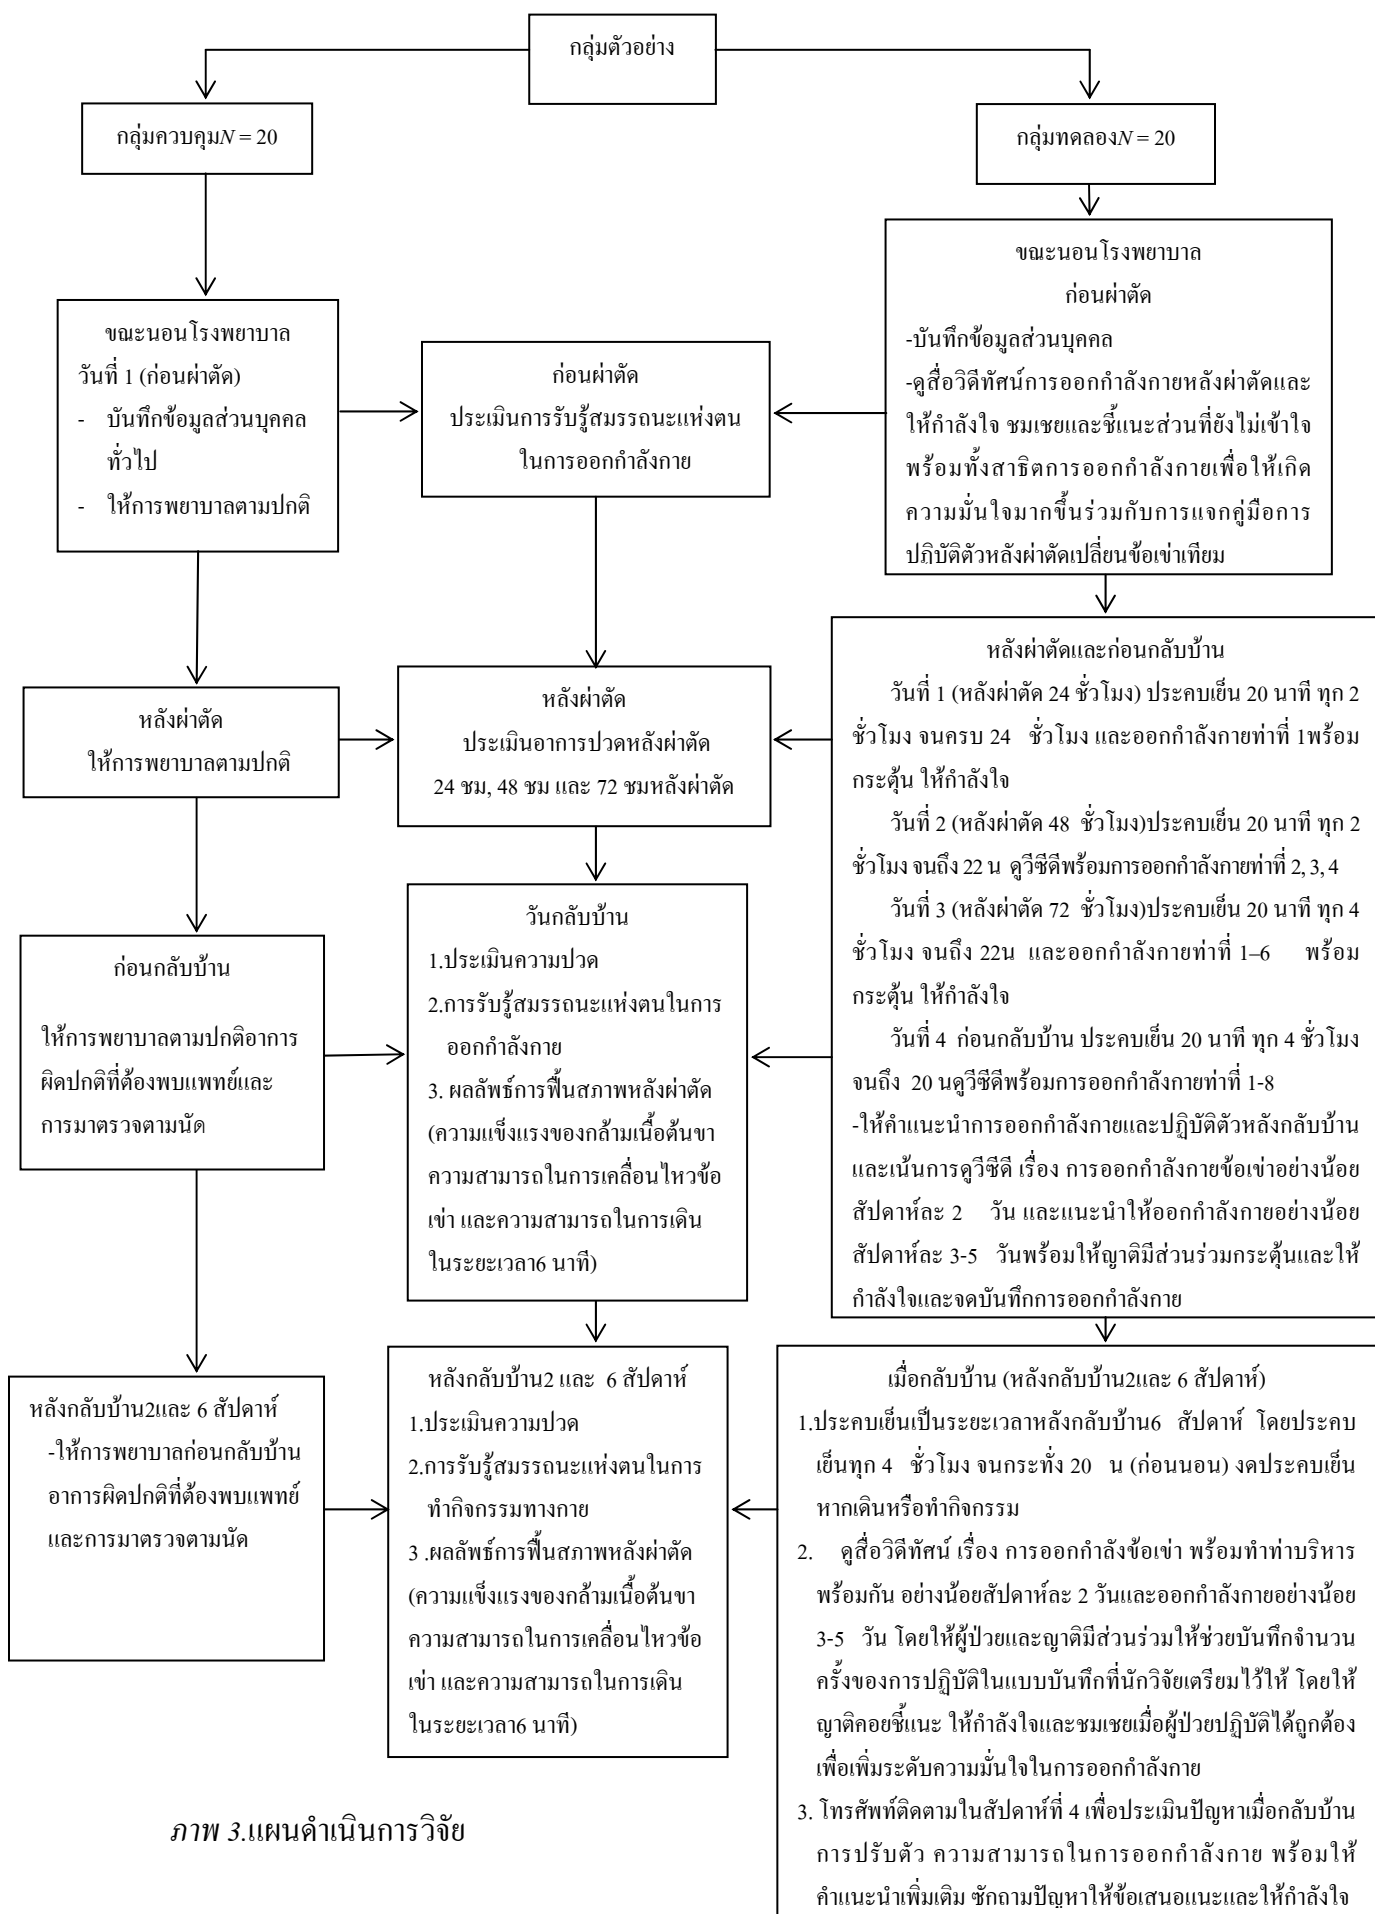 กลุ่มตัวอย่าง
กลุ่มควบคุมN = 20
กลุ่มทดลองN = 20
ขณะนอนโรงพยาบาล
วันที่ 1 (ก่อนผ่าตัด)
- บันทึกข้อมูลส่วนบุคคล
ทั่วไป
- ให้การพยาบาลตามปกติ
ก่อนผ่าตัด
ประเมินการรับรู้สมรรถนะแห่งตน
ในการออกกำลังกาย
ขณะนอนโรงพยาบาล
ก่อนผ่าตัด
-บันทึกข้อมูลส่วนบุคคล
-ดูสื่อวิดีทัศน์การออกกำลังกายหลังผ่าตัดและ
ให้กำลังใจ ชมเชยและชี้แนะส่วนที่ยังไม่เข้าใจ
พร้อมทั้งสาธิตการออกกำลังกายเพื่อให้เกิด
ความมั่นใจมากขึ้นร่วมกับการแจกคู่มือการ
ปฏิบัติตัวหลังผ่าตัดเปลี่ยนข้อเข่าเทียม
หลังผ่าตัด
ให้การพยาบาลตามปกติ
หลังผ่าตัด
ประเมินอาการปวดหลังผ่าตัด
24 ชม, 48 ชม และ 72 ชมหลังผ่าตัด
หลังผ่าตัดและก่อนกลับบ้าน
วันที่ 1 (หลังผ่าตัด 24 ชั่วโมง) ประคบเย็น 20 นาที ทุก 2
ชั่วโมง จนครบ 24 ชั่วโมง และออกกำลังกายท่าที่ 1พร้อม
กระตุ้น ให้กำลังใจ
วันที่ 2 (หลังผ่าตัด 48 ชั่วโมง)ประคบเย็น 20 นาที ทุก 2
ชั่วโมง จนถึง 22 น ดูวีซีดีพร้อมการออกกำลังกายท่าที่ 2, 3, 4
วันที่ 3 (หลังผ่าตัด 72 ชั่วโมง)ประคบเย็น 20 นาที ทุก 4
ชั่วโมง จนถึง 22น และออกกำลังกายท่าที่ 1–6 พร้อม
กระตุ้น ให้กำลังใจ
วันที่ 4 ก่อนกลับบ้าน ประคบเย็น 20 นาที ทุก 4 ชั่วโมง
จนถึง 20 นดูวีซีดีพร้อมการออกกำลังกายท่าที่ 1-8
-ให้คำแนะนำการออกกำลังกายและปฏิบัติตัวหลังกลับบ้าน
และเน้นการดูวีซีดี เรื่อง การออกกำลังกายข้อเข่าอย่างน้อย
สัปดาห์ละ 2 วัน และแนะนำให้ออกกำลังกายอย่างน้อย
สัปดาห์ละ 3-5 วันพร้อมให้ญาติมีส่วนร่วมกระตุ้นและให้
กำลังใจและจดบันทึกการออกกำลังกาย
ก่อนกลับบ้าน
ให้การพยาบาลตามปกติอาการ
ผิดปกติที่ต้องพบแพทย์และ
การมาตรวจตามนัด
วันกลับบ้าน
1.ประเมินความปวด
2.การรับรู้สมรรถนะแห่งตนในการ
ออกกำลังกาย
3. ผลลัพธ์การฟื้นสภาพหลังผ่าตัด
(ความแข็งแรงของกล้ามเนื้อต้นขา
ความสามารถในการเคลื่อนไหวข้อ
เข่า และความสามารถในการเดิน
ในระยะเวลา6 นาที)
หลังกลับบ้าน2และ 6 สัปดาห์
-ให้การพยาบาลก่อนกลับบ้าน
อาการผิดปกติที่ต้องพบแพทย์
และการมาตรวจตามนัด
หลังกลับบ้าน2 และ 6 สัปดาห์
1.ประเมินความปวด
2.การรับรู้สมรรถนะแห่งตนในการ
ทำกิจกรรมทางกาย
3 .ผลลัพธ์การฟื้นสภาพหลังผ่าตัด
(ความแข็งแรงของกล้ามเนื้อต้นขา
ความสามารถในการเคลื่อนไหวข้อ
เข่า และความสามารถในการเดิน
ในระยะเวลา6 นาที)
เมื่อกลับบ้าน (หลังกลับบ้าน2และ 6 สัปดาห์)
1.ประคบเย็นเป็นระยะเวลาหลังกลับบ้าน6 สัปดาห์ โดยประคบ
เย็นทุก 4 ชั่วโมง จนกระทั่ง 20 น (ก่อนนอน) งดประคบเย็น
หากเดินหรือทำกิจกรรม
2. ดูสื่อวิดีทัศน์ เรื่อง การออกกำลังข้อเข่า พร้อมทำท่าบริหาร
พร้อมกัน อย่างน้อยสัปดาห์ละ 2 วันและออกกำลังกายอย่างน้อย
3-5 วัน โดยให้ผู้ป่วยและญาติมีส่วนร่วมให้ช่วยบันทึกจำนวน
ครั้งของการปฏิบัติในแบบบันทึกที่นักวิจัยเตรียมไว้ให้ โดยให้
ญาติคอยชี้แนะ ให้กำลังใจและชมเชยเมื่อผู้ป่วยปฏิบัติได้ถูกต้อง
เพื่อเพิ่มระดับความมั่นใจในการออกกำลังกาย
3. โทรศัพท์ติดตามในสัปดาห์ที่ 4 เพื่อประเมินปัญหาเมื่อกลับบ้าน
การปรับตัว ความสามารถในการออกกำลังกาย พร้อมให้
คำแนะนำเพิ่มเติม ซักถามปัญหาให้ข้อเสนอแนะและให้กำลังใจ
ภาพ 3.แผนดำเนินการวิจัย